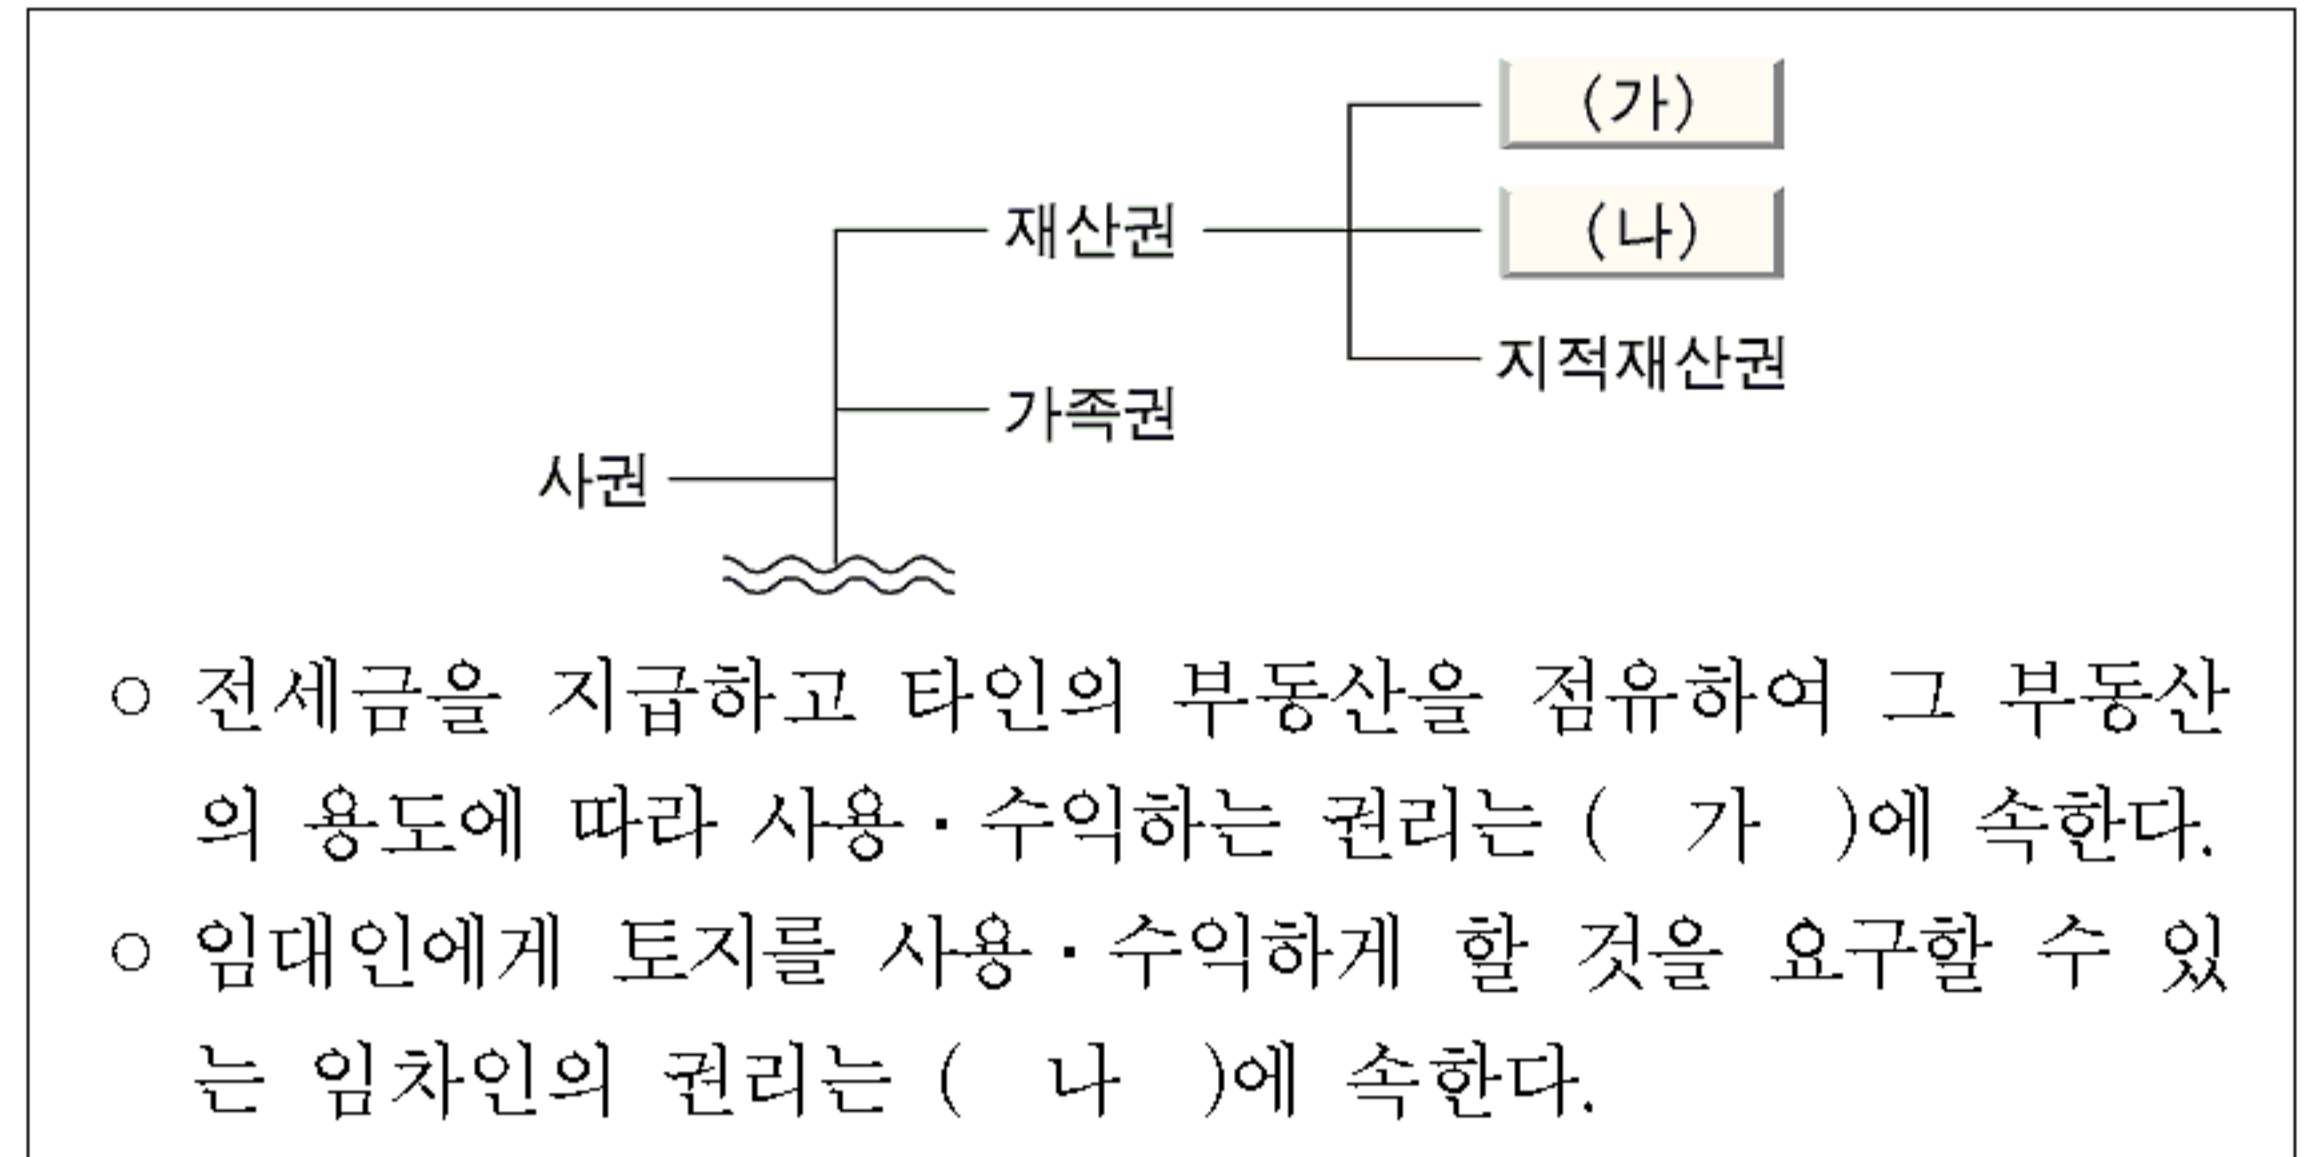 (가)
재산권
(나)
지적재산권
가족권
사권
○ 전세금을 지급하고 타인의 부동산을 점유하여 그 부동산
의 용도에 따라 사용·수익하는 권리는 ( 가 )에 속한다.
○ 임대인에게 토지를 사용·수익하게 할 것을 요구할 수 있
는 임차인의 권리는 ( 나 )에 속한다.